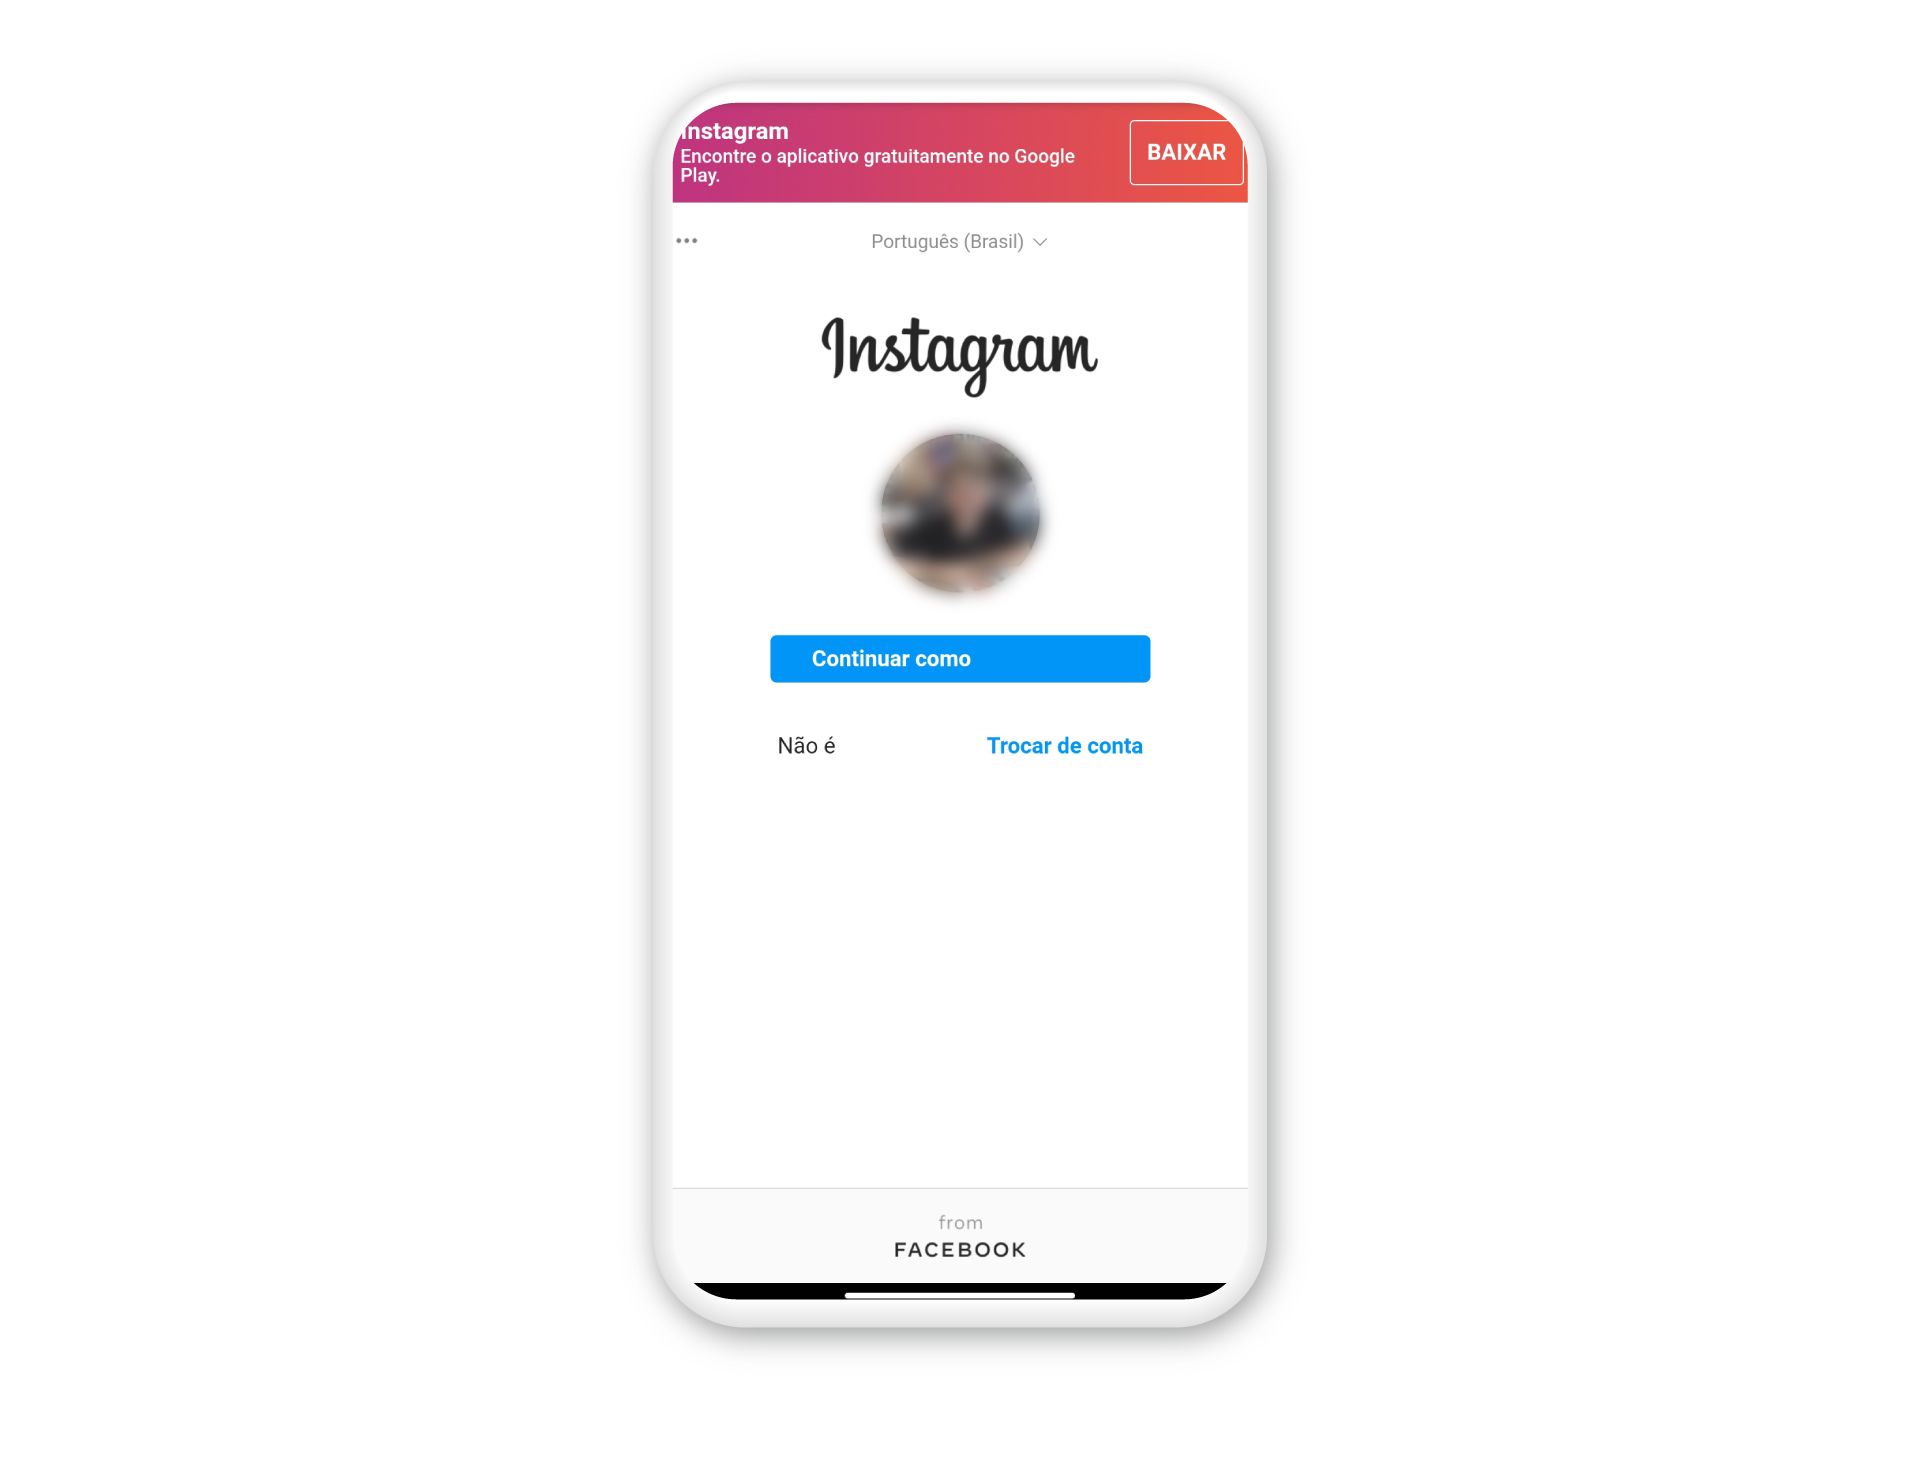 Instagram
Encontre o aplicativo gratuitamente no Google
Play.
BAIXAR
Português (Brasil)
Instagram
Continuar como
Não é
Trocar de conta
from
FACEBOOK